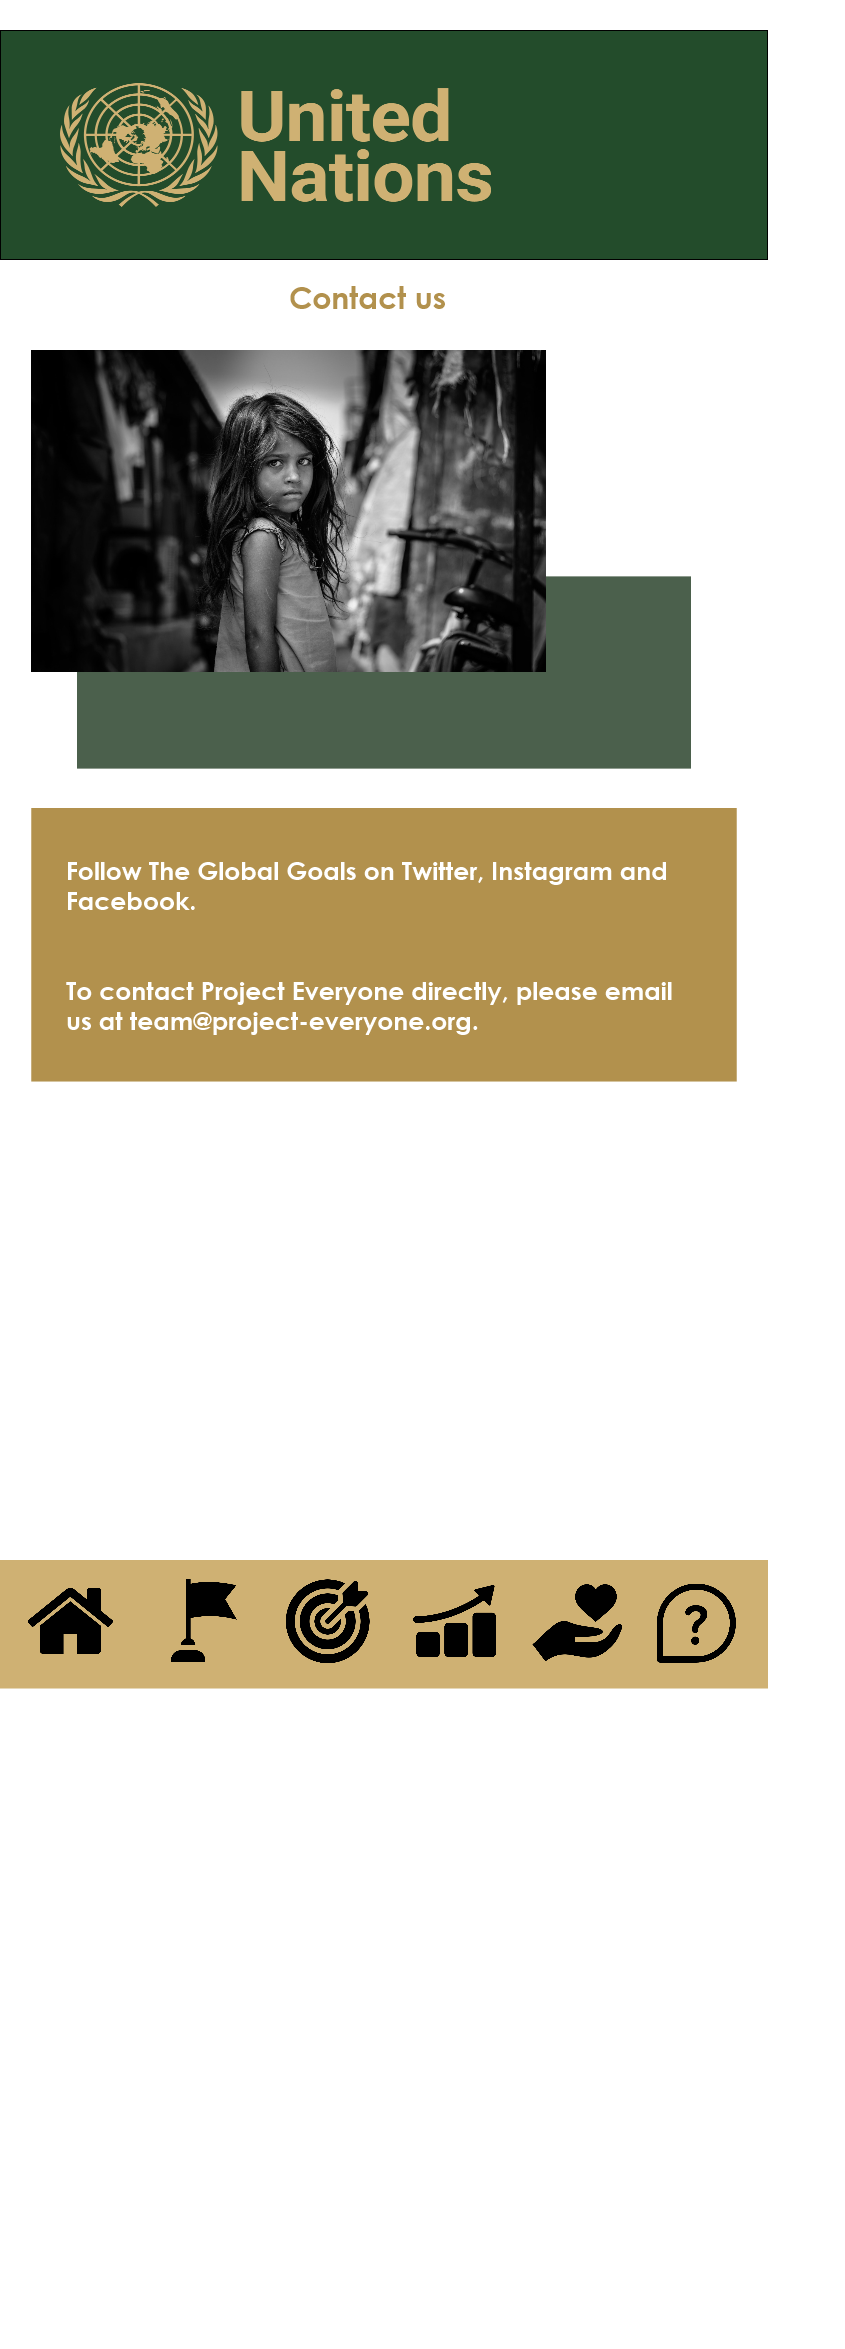 United
Nations
Contact us
Follow The Global Goals on Twitter, Instagram and
Facebook.
To contact Project Everyone directly, please email
us at team@project-everyone.org.
?